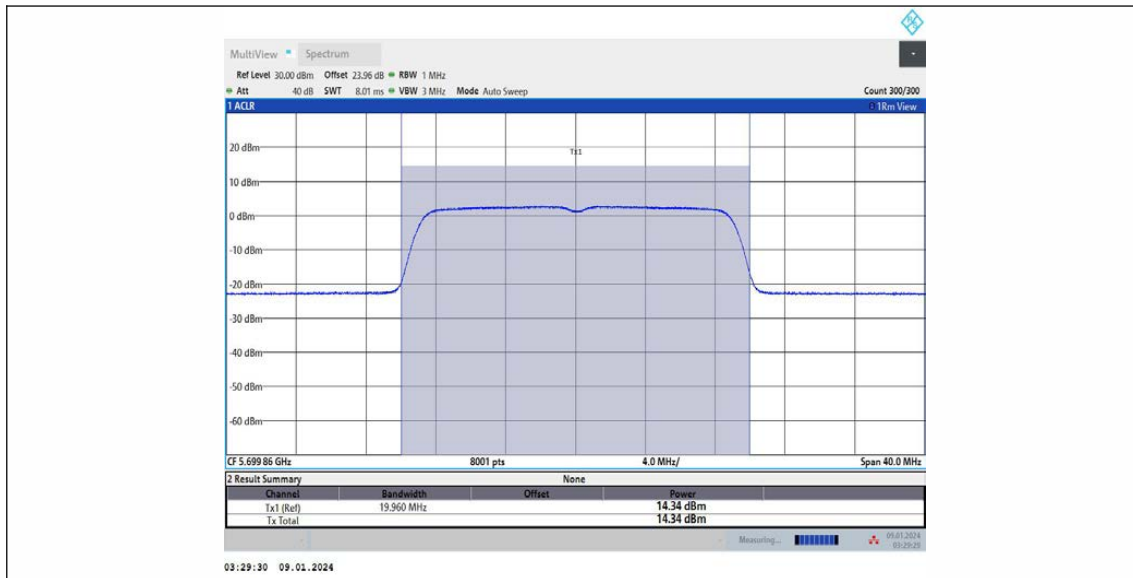 MultiView Spectrum
Ref Level 30.00 dBm Offset 23.96 dB RBW 1 MHz
Att 40 dB SWT 8.01 ms VBW 3 MHz Mode Auto Sweep Count 300/300
1 ACLR 1Rm View
Tx1
20 dBm
10 dBm
0 dBm
-10 dBm
-20 dBm
-30 dBm
-40 dBm
-50 dBm
-60 dBm
CF 5.699 86 GHz 8001 pts 4.0 MHz/ Span 40.0 MHz
2 Result Summary None
Channel Bandwidth Offset Power
Tx1 (Ref) 19.960 MHz 14.34 dBm
Tx Total 14.34 dBm
Measuring... 09.01.2024
03:29:29
03:29:30 09.01.2024